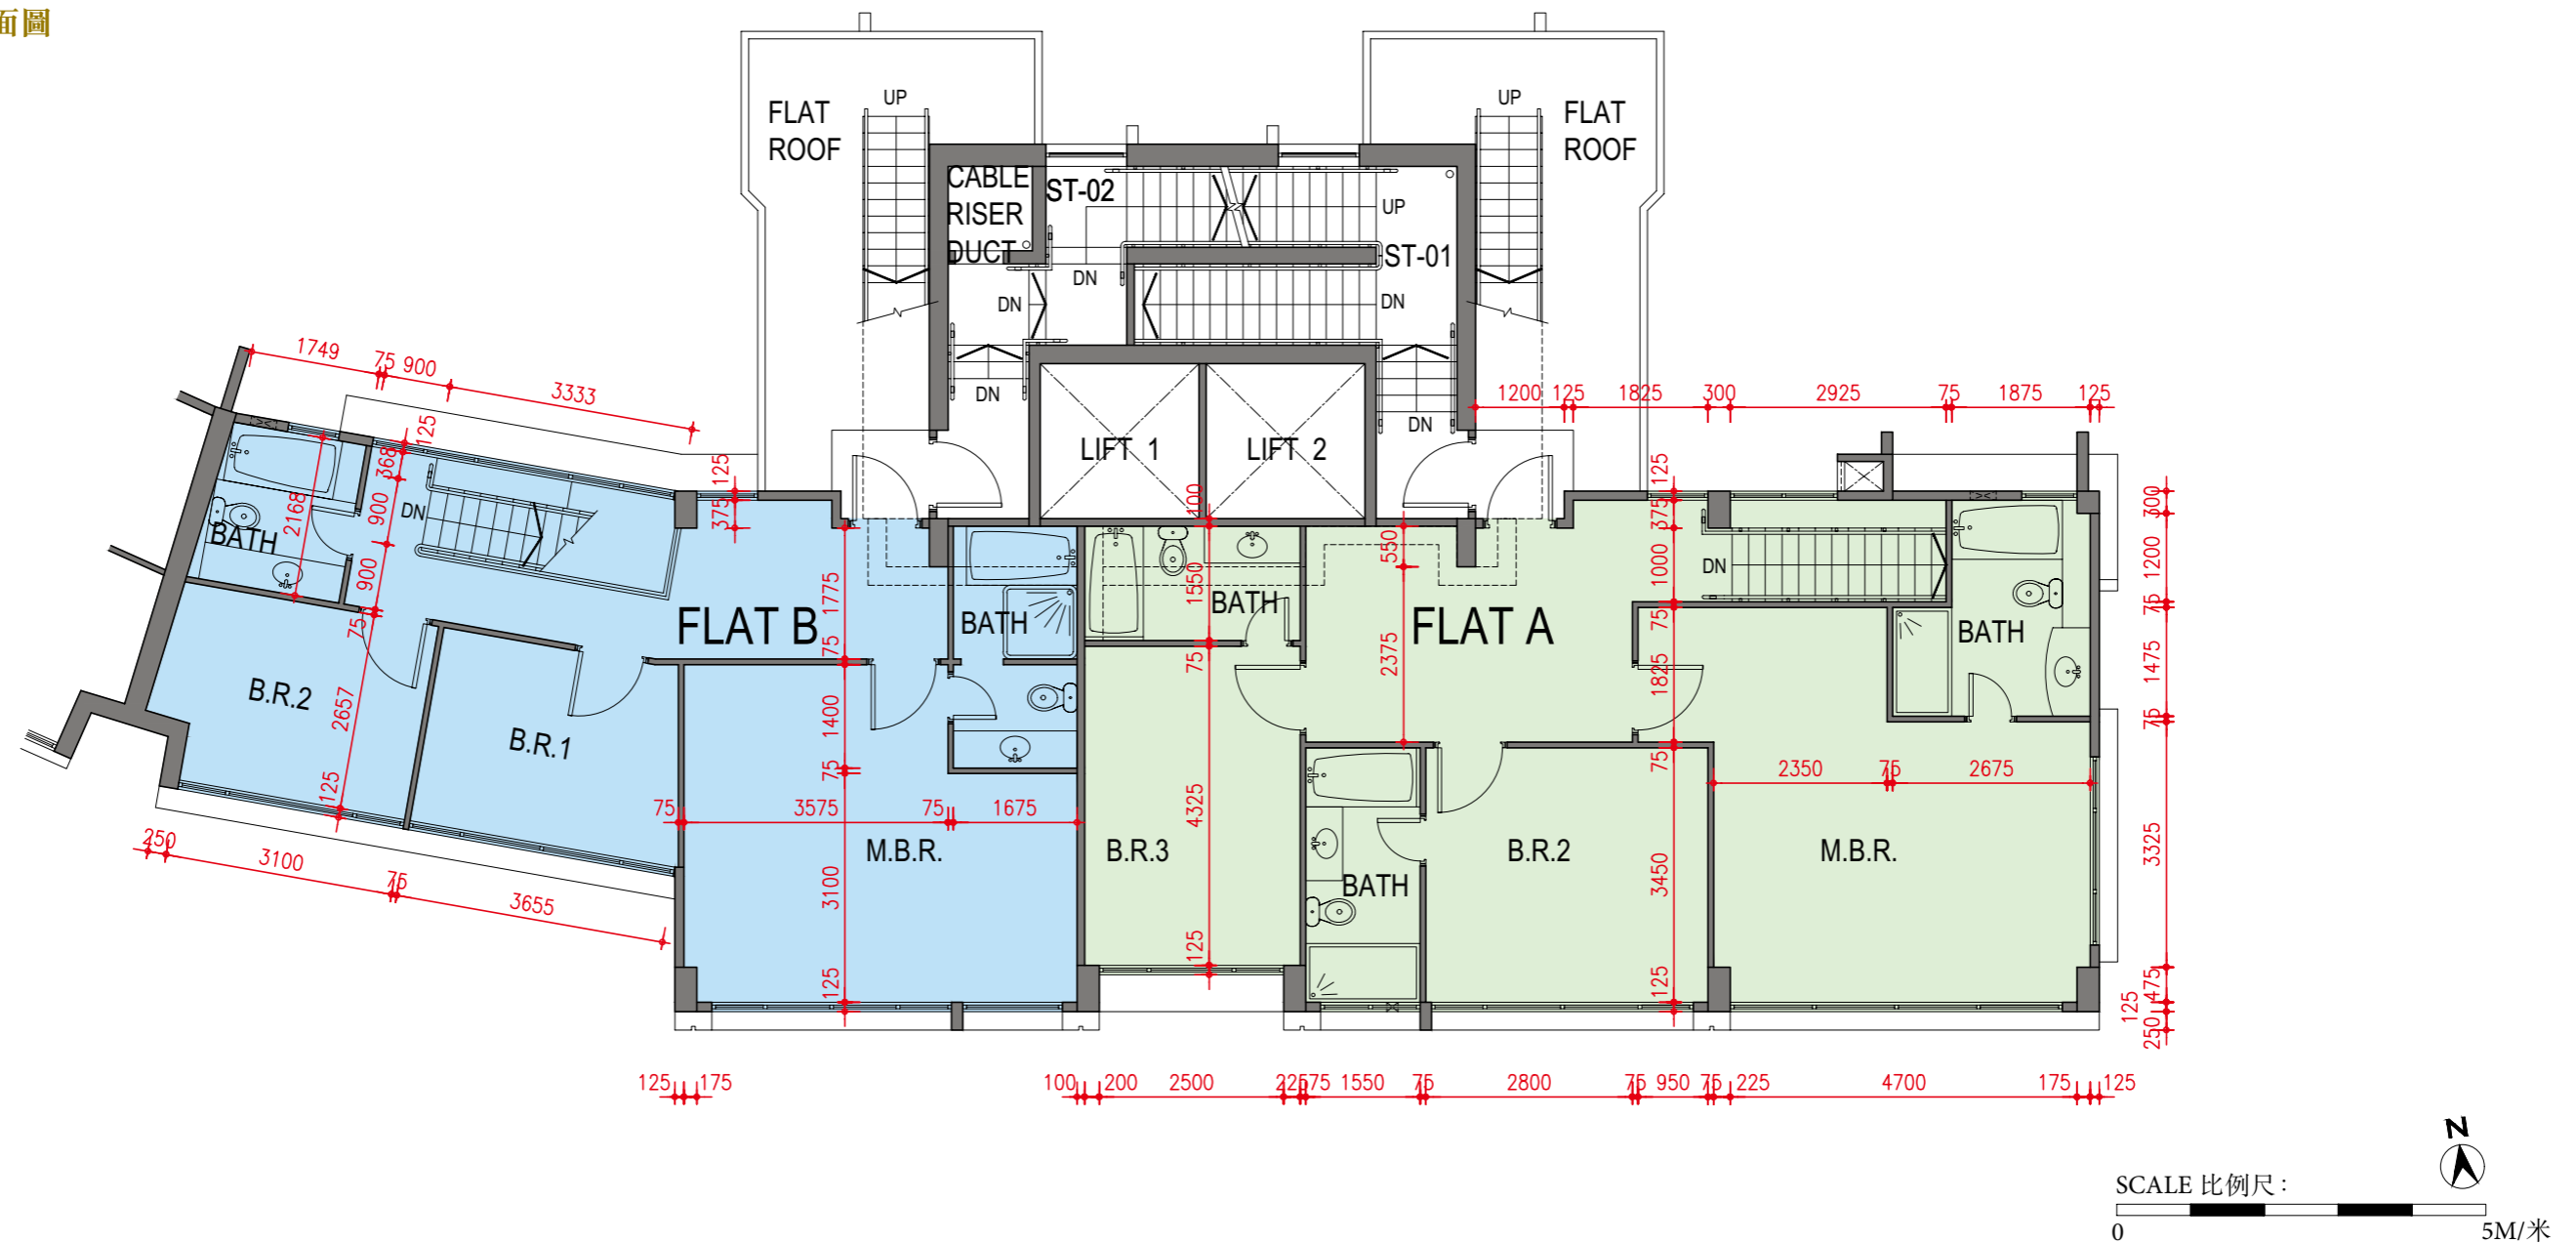 面圖
FLAT
ROOF
UP
UP
FLAT
ROOF
CABLE
RISER
DUCT
ST-02
UP
ST-01
DN
DN
DN
DN
DN
LIFT 1
LIFT 2
1749
75
900
3333
1200
125
1825
300
2925
75
1875
125
125
368
900
900
75
2657
125
2168
DN
BATH
B.R.2
B.R.1
FLAT B
125
375
1775
75
1400
75
3100
125
BATH
75
3575
75
1675
M.B.R.
250
3100
75
3655
100
1550
75
4325
125
BATH
B.R.3
550
2375
FLAT A
125
375
1000
75
1825
75
3450
125
DN
BATH
BATH
B.R.2
2350
75
2675
M.B.R.
300
1200
75
1475
75
3325
475
125
250
125
175
100
200
2500
225
75
1550
75
2800
75
950
75
225
4700
175
125
N
SCALE 比例尺：
0
5M/米